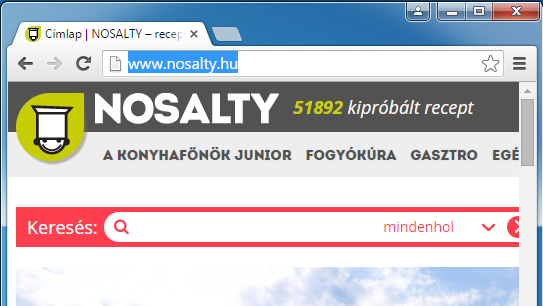 Címlap | NOSALTY – recep
www.nosalty.hu
NOSALTY 51892 kipróbált recept
A KONYHAFŐNÖK JUNIOR FOGYÓKÚRA GASZTRO EGÉ
Keresés: mindenhol